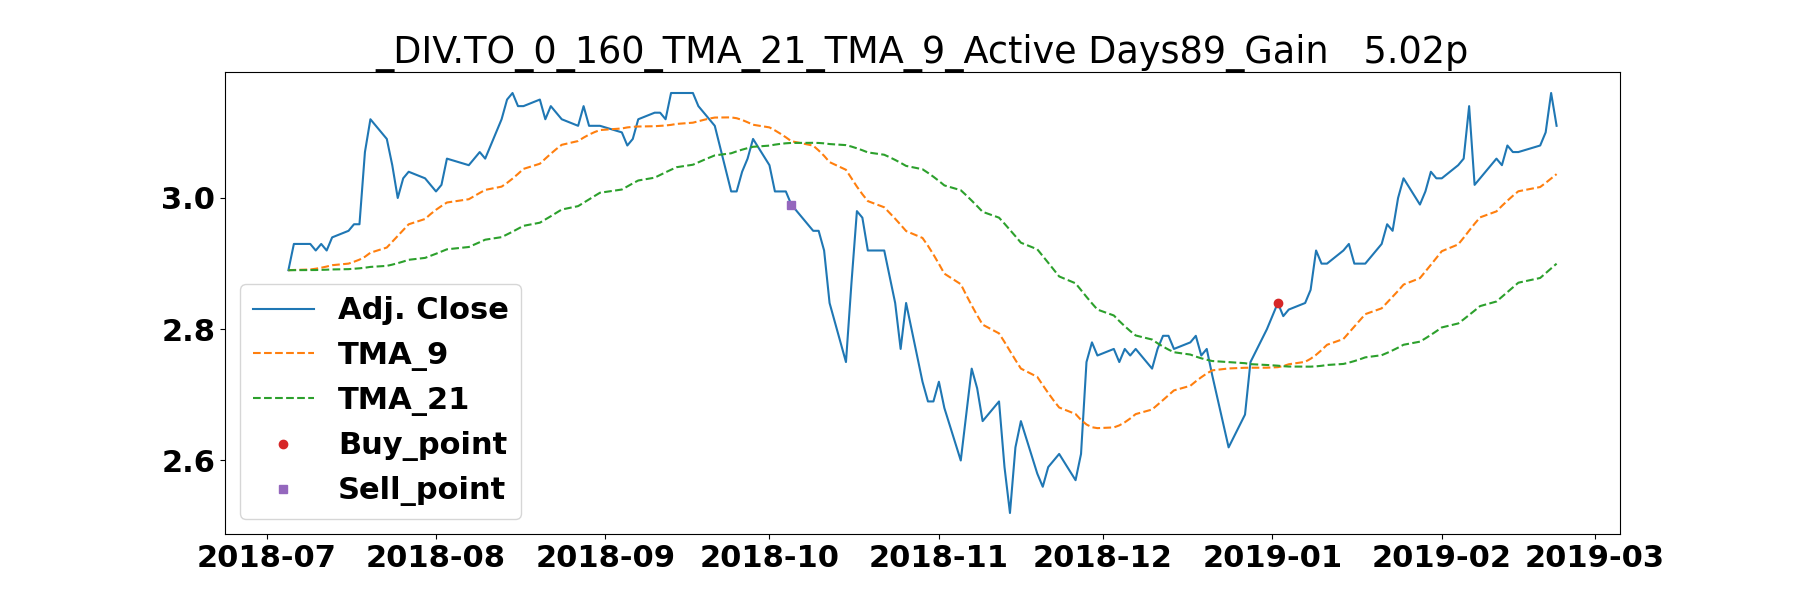 _DIV.TO_0_160_TMA_21_TMA_9_Active Days89_Gain   5.02p
3.0
2.8
2.6
Adj. Close
TMA_9
TMA_21
Buy_point
Sell_point
2018-07 2018-08 2018-09 2018-10 2018-11 2018-12 2019-01 2019-02 2019-03